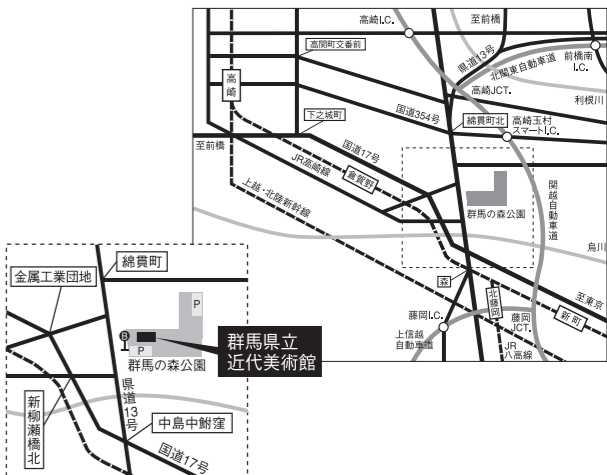 高崎I.C.
至前橋
高関町交番前
県道13号
北関東自動車道
前橋南
I.C.
高崎
高崎JCT.
利根川
下之城町
国道354号
綿貫町北
高崎玉村
スマートI.C.
至前橋
国道17号
JR高崎線
倉賀野
上越・北陸新幹線
群馬の森公園
関越自動車道
烏川
森
北藤岡
至東京
新町
藤岡I.C.
上信越
自動車道
藤岡
JCT.
JR
八高線
綿貫町
金属工業団地
P
B
P
群馬の森公園
群馬県立
近代美術館
新柳瀬橋北
県道13号
中島中鮒窪
国道17号